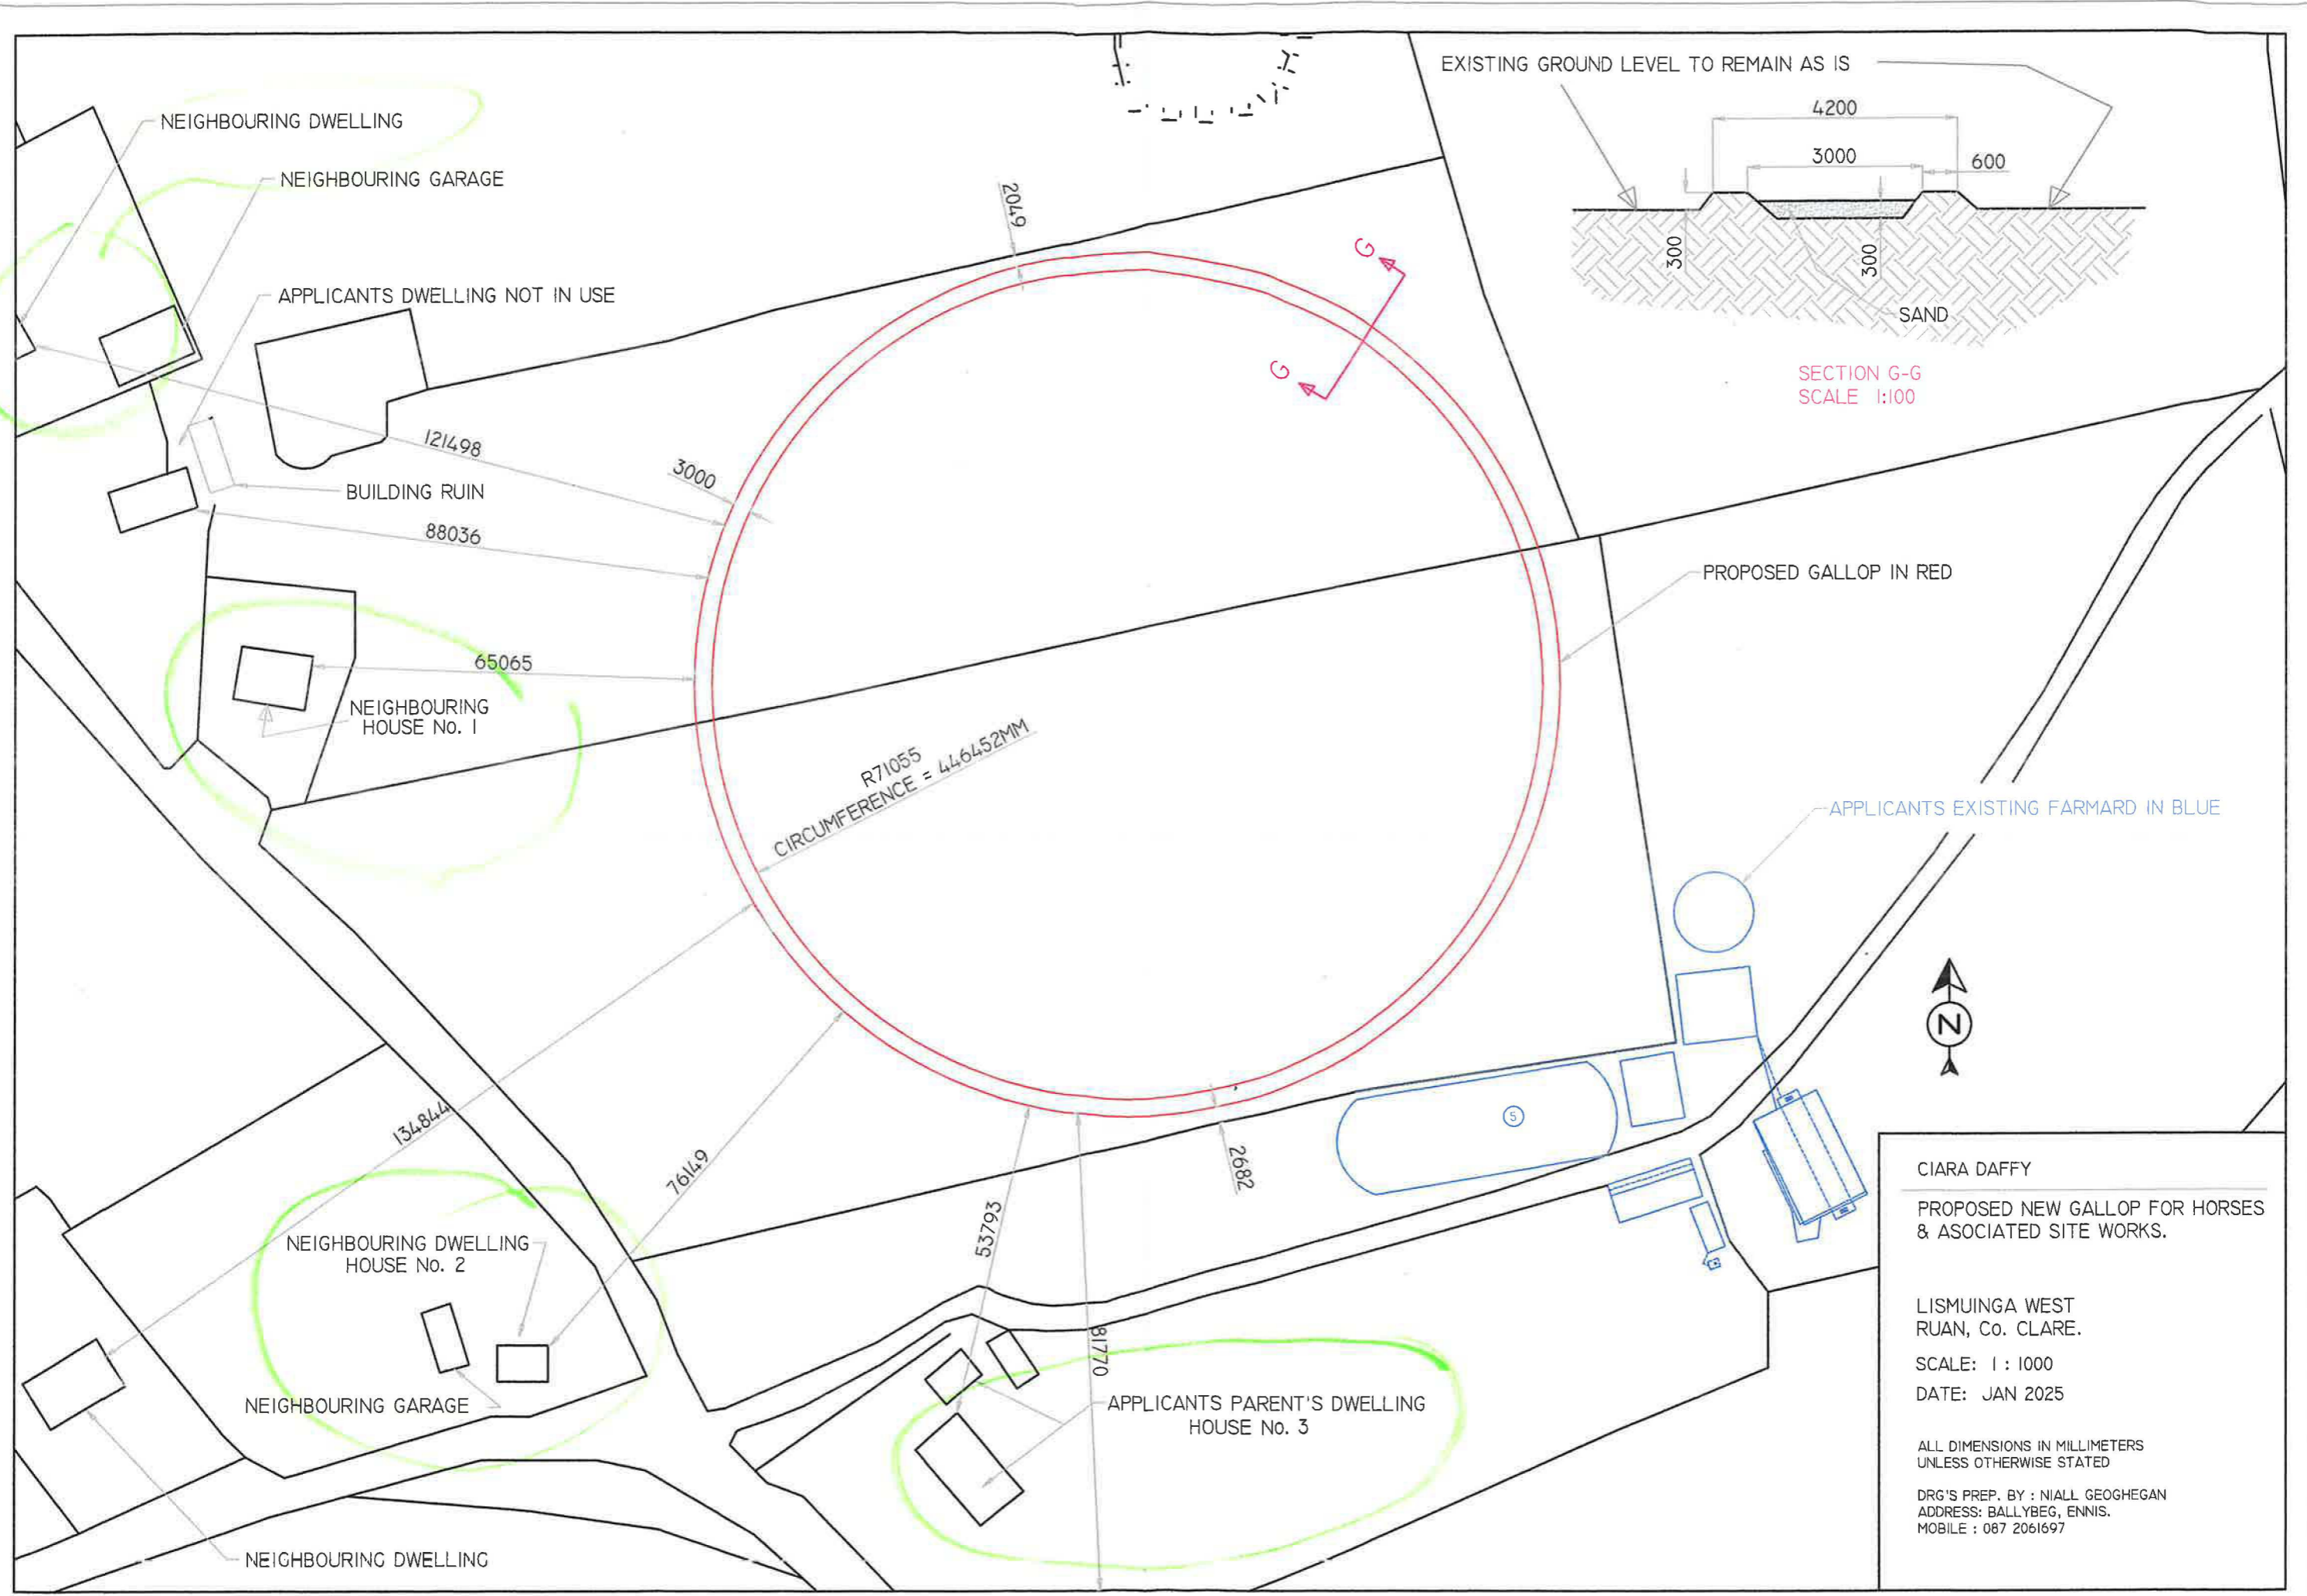 EXISTING GROUND LEVEL TO REMAIN AS IS
4200
3000
600
300
300
SAND
SECTION G-G
SCALE 1:100
NEIGHBOURING DWELLING
NEIGHBOURING GARAGE
APPLICANTS DWELLING NOT IN USE
BUILDING RUIN
2049
G
G
121498
3000
88036
65065
NEIGHBOURING
HOUSE No. 1
PROPOSED GALLOP IN RED
R71055
CIRCUMFERENCE = 446452MM
APPLICANTS EXISTING FARMARD IN BLUE
N
134844
76149
53793
81770
2682
5
NEIGHBOURING DWELLING
HOUSE No. 2
NEIGHBOURING GARAGE
APPLICANTS PARENT'S DWELLING
HOUSE No. 3
NEIGHBOURING DWELLING
CIARA DAFFY
PROPOSED NEW GALLOP FOR HORSES
& ASOCIATED SITE WORKS.
LISMUINGA WEST
RUAN, Co. CLARE.
SCALE: 1 : 1000
DATE: JAN 2025
ALL DIMENSIONS IN MILLIMETERS
UNLESS OTHERWISE STATED
DRG'S PREP. BY : NIALL GEOGHEGAN
ADDRESS: BALLYBEG, ENNIS.
MOBILE : 087 2061697